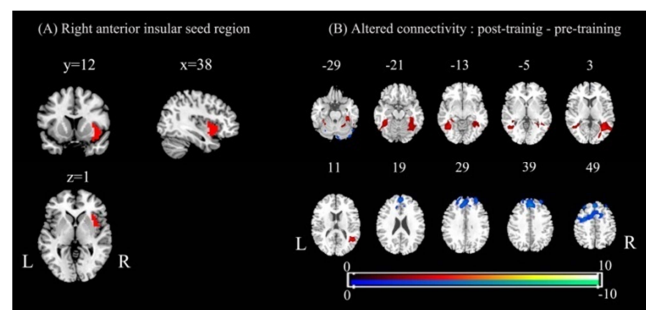 (A) Right anterior insular seed region
y=12 x=38
z=1
L R
(B) Altered connectivity : post-trainig - pre-training
-29 -21 -13 -5 3
11 19 29 39 49
L R
0 10
0 -10